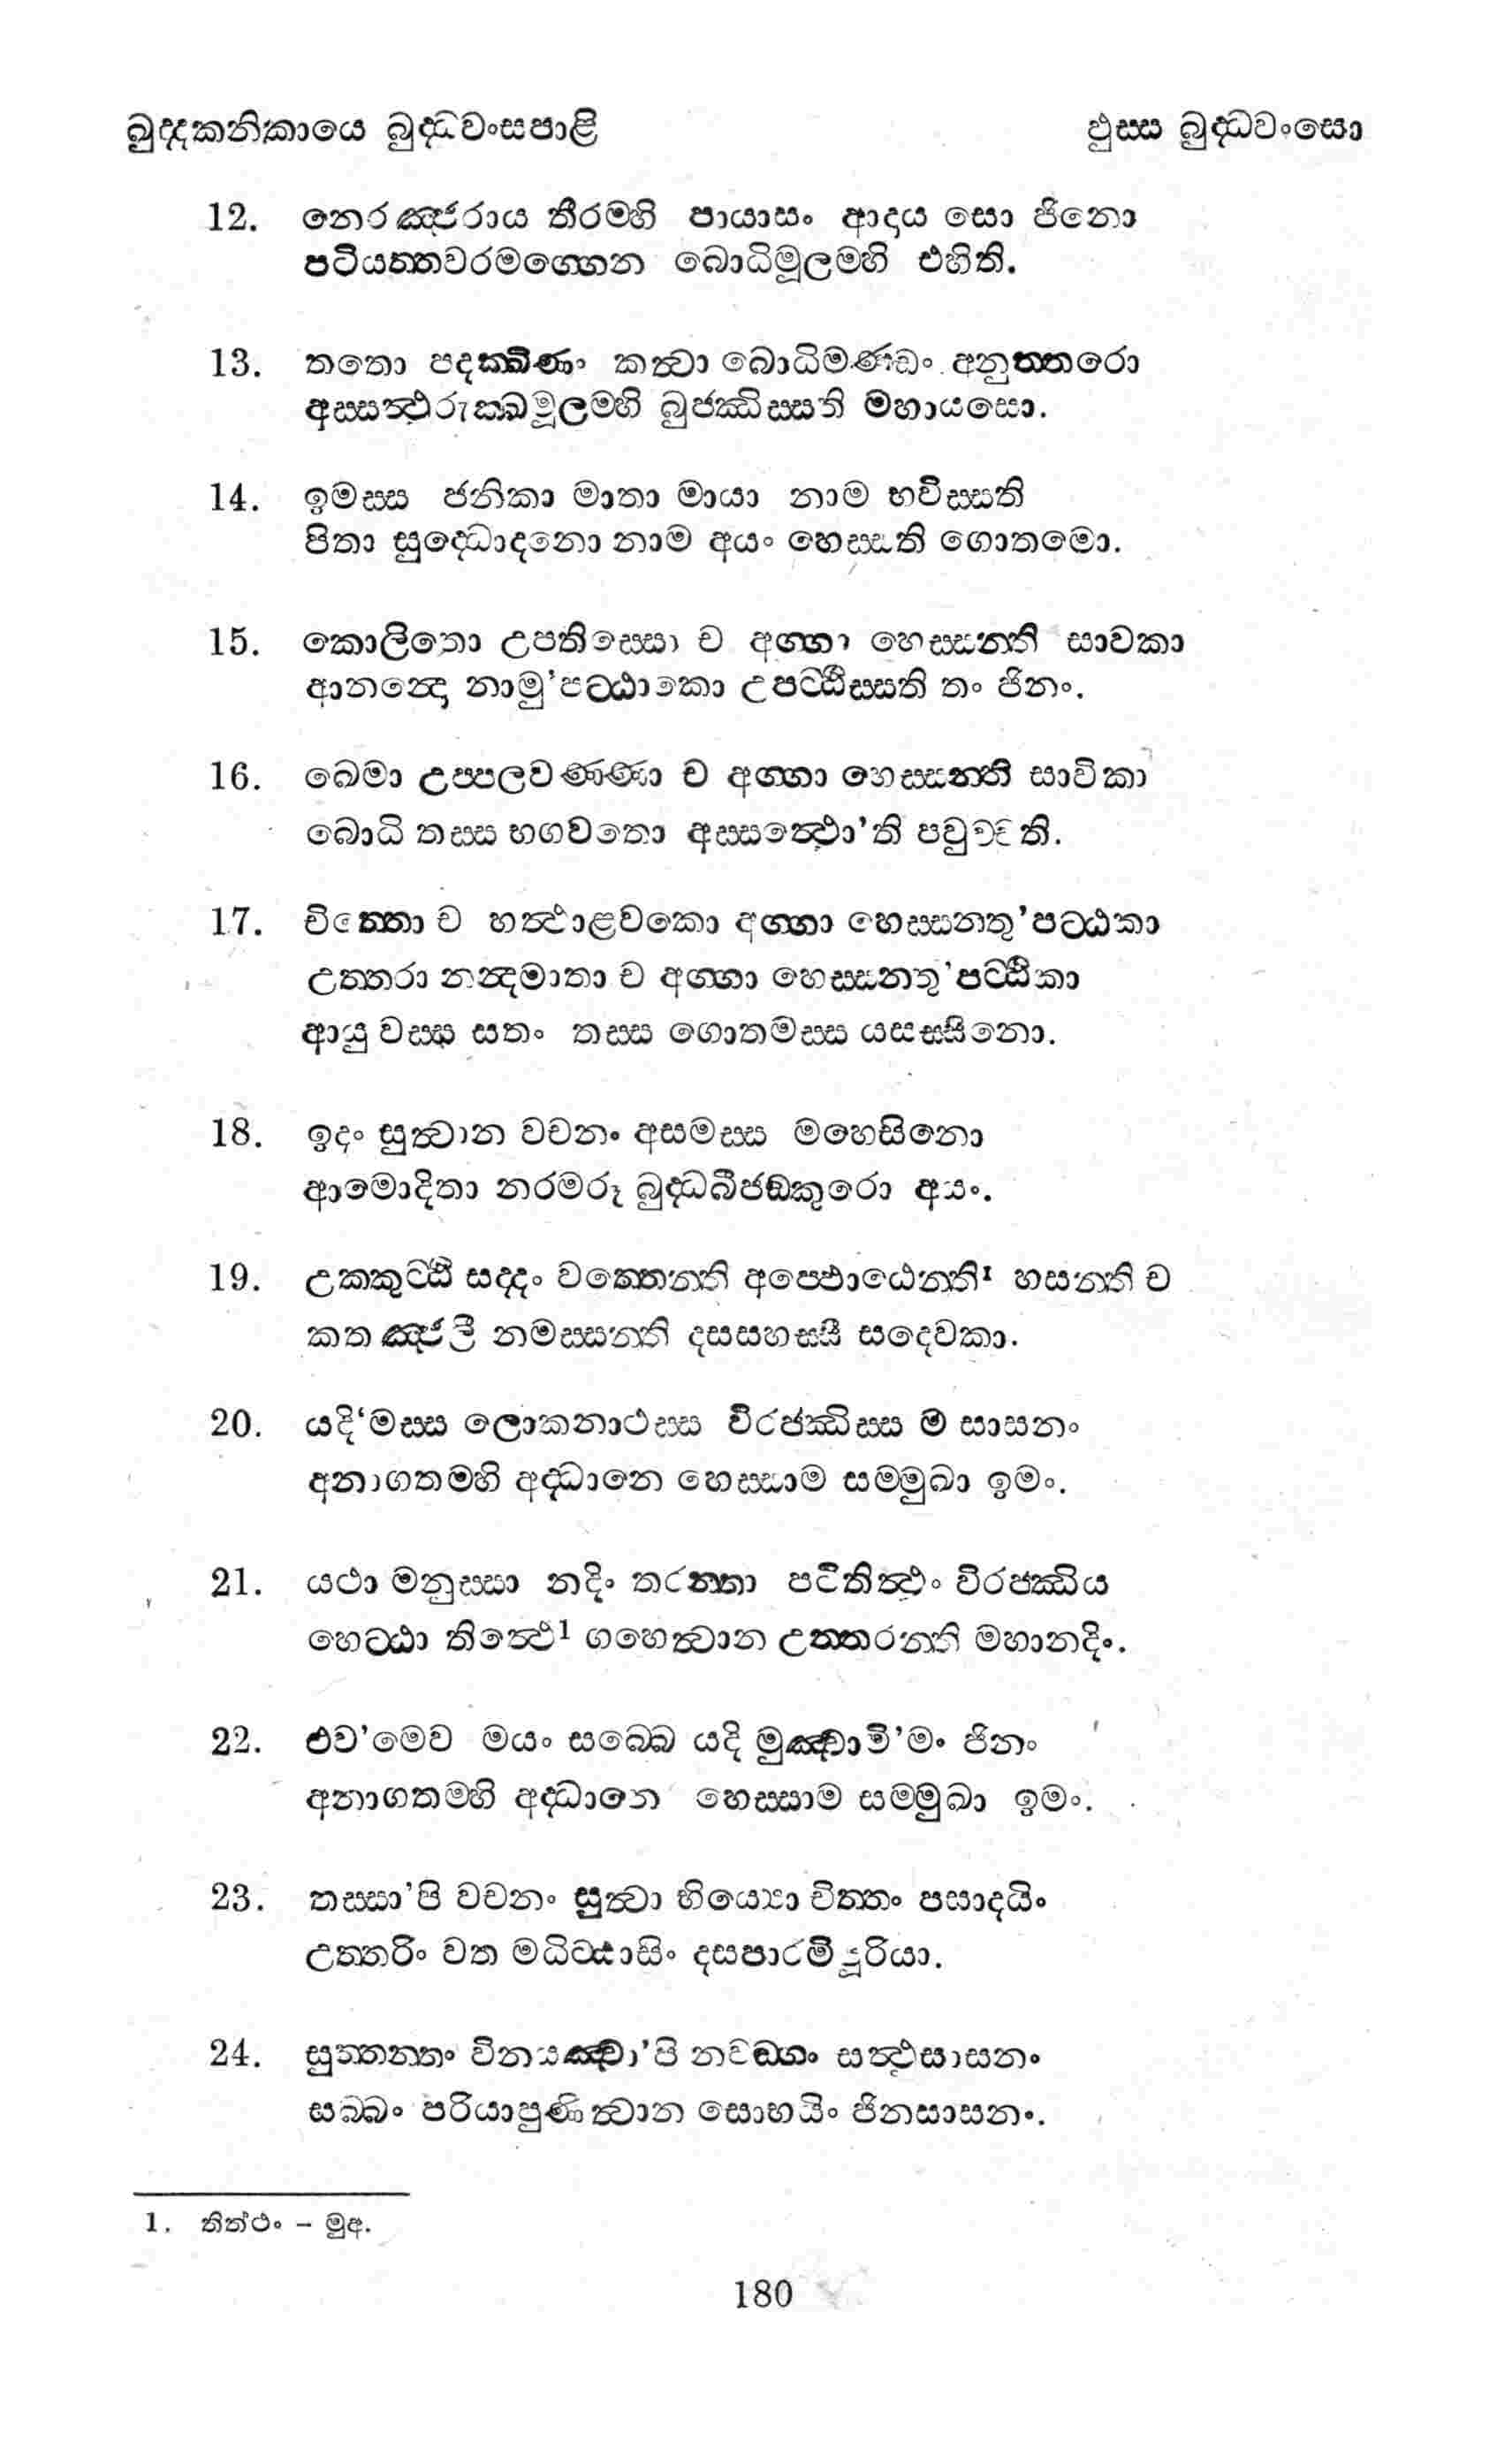 ඛුද්දකනිකායෙ බුද්ධවංසපාළි
ඵුස්ස බුද්ධවංසො
12. නෙරඤ්ජරාය තීරමහි පායාසං ආදාය සො ජිනො
පටියත්තවරමග්ගෙන බොධිමූලමහි එහිති.
13. තතො පදක්ඛිණං කත්වා බොධිමණ්ඩං අනුත්තරො
අස්සත්ථරුක්ඛමූලමහි බුජ්ඣිස්සති මහායසො.
14. ඉමස්ස ජනිකා මාතා මායා නාම භවිස්සති
පිතා සුද්ධොදනො නාම අයං හෙස්සති ගොතමො.
15. කොලිතො උපතිස්සො ච අග්ගා හෙස්සන්ති සාවකා
ආනන්දො නාමු'පට්ඨාකො උපට්ඨිස්සති තං ජිනං.
16. ඛෙමා උප්පලවණ්ණා ච අග්ගා හෙස්සන්ති සාවිකා
බොධි තස්ස භගවතො අස්සත්ථො'ති පවුච්චති.
17. චිත්තො ච හත්ථාළවකො අග්ගා හෙස්සන්තු'පට්ඨකා
උත්තරා නන්දමාතා ච අග්ගා හෙස්සන්තු'පට්ඨිකා
ආයු වස්ස සතං තස්ස ගොතමස්ස යසස්සිනො.
18. ඉදං සුත්වාන වචනං අසමස්ස මහෙසිනො
ආමොදිතා නරමරූ බුද්ධබීජඞ්කුරො අයං.
19. උක්කුට්ඨි සද්දං වත්තෙන්ති අප්ඵොඨෙන්ති¹ හසන්ති ච
කතඤ්ජලී නමස්සන්ති දසසහස්සී සදෙවකා.
20. යදි‘මස්ස ලොකනාථස්ස විරජ්ඣිස්ස ම සාසනං
අනාගතමහි අද්ධානෙ හෙස්සාම සම්මුඛා ඉමං.
21. යථා මනුස්සා නදිං තරන්තා පටිතිත්ථං විරජ්ඣිය
හෙට්ඨා තිත්ථෙ¹ ගහෙත්වාන උත්තරන්ති මහානදිං.
22. එව'මෙව මයං සබ්බෙ යදි මුඤ්චාමි'මං ජිනං
අනාගතමහි අද්ධානෙ හෙස්සාම සම්මුඛා ඉමං.
23. තස්සා'පි වචනං සුත්වා භිය්‍යො චිත්තං පසාදයිං
උත්තරිං වත මධිට්ඨාසිං දසපාරමිපූරියා.
24. සුත්තන්තං විනයඤ්චා'පි නවඞ්ගං සත්ථුසාසනං
සබ්බං පරියාපුණිත්වාන සොභයිං ජිනසාසනං.
1. තිත්ථං - මුඅ.
180